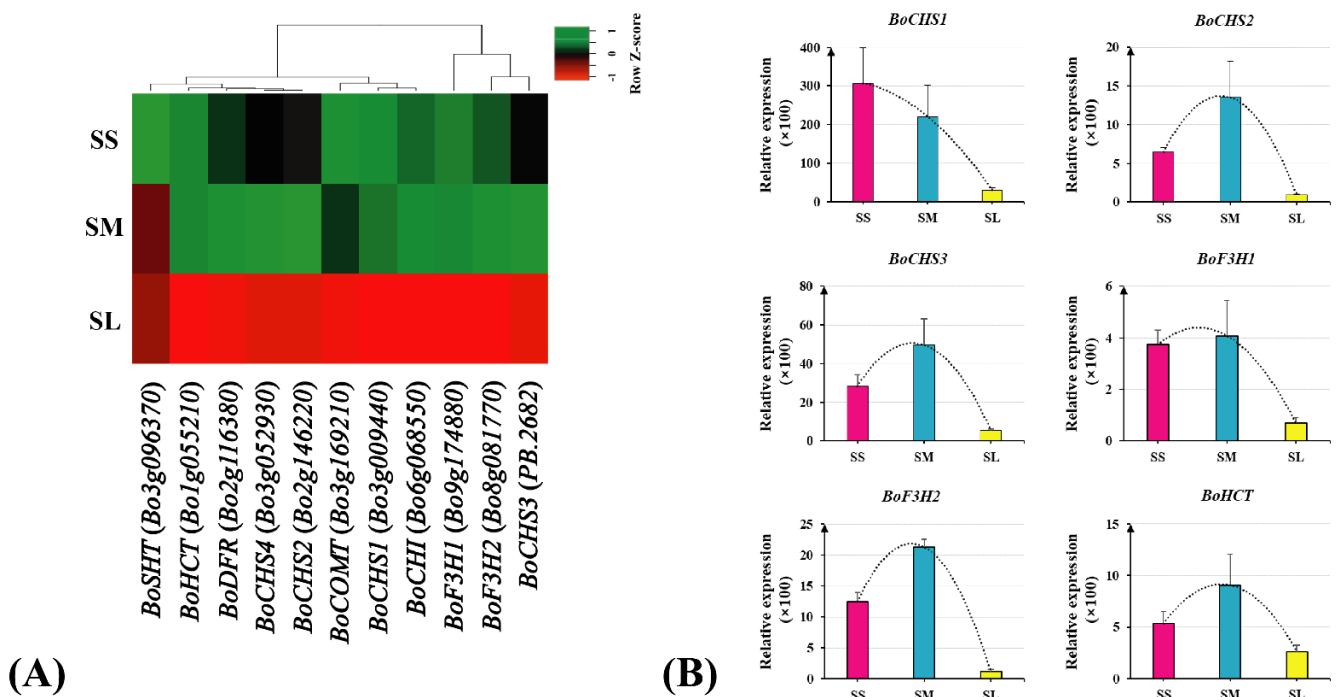 1
0
-1
Row Z-score
SS
SM
SL
BoSHT (Bo3g096370)
BoHCT (Bo1g055210)
BoDFR (Bo2g116380)
BoCHS4 (Bo3g052930)
BoCHS2 (Bo2g146220)
BoCOMT (Bo3g169210)
BoCHS1 (Bo3g009440)
BoCHI (Bo6g068550)
BoF3H1 (Bo9g174880)
BoF3H2 (Bo8g081770)
BoCHS3 (PB.2682)
(A)
BoCHS1
Relative expression
(×100)
400
300
200
100
0
SS SM SL
BoCHS2
Relative expression
(×100)
20
15
10
5
0
SS SM SL
BoCHS3
Relative expression
(×100)
80
60
40
20
0
SS SM SL
BoF3H1
Relative expression
(×100)
6
4
2
0
SS SM SL
BoF3H2
Relative expression
(×100)
25
20
15
10
5
0
SS SM SL
BoHCT
Relative expression
(×100)
15
10
5
0
SS SM SL
(B)